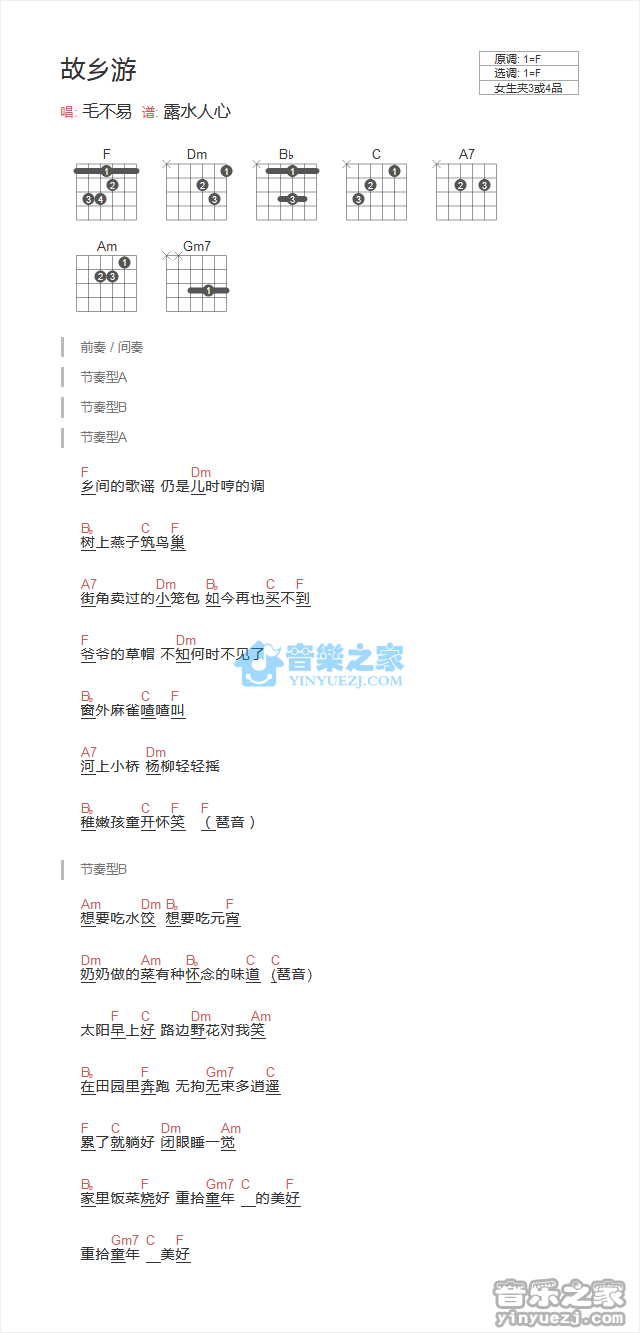 故乡游
原调: 1=F
选调: 1=F
女生夹3或4品
唱: 毛不易 谱: 露水人心
F Dm B♭ C A7
Am Gm7
前奏 / 间奏
节奏型A
节奏型B
节奏型A
F Dm
乡间的歌谣 仍是儿时哼的调
B♭ C F
树上燕子筑鸟巢
A7 Dm B♭ C F
街角卖过的小笼包 如今再也买不到
F Dm
爷爷的草帽 不知何时不见了
音樂之家
YINYUEZJ.COM
B♭ C F
窗外麻雀喳喳叫
A7 Dm
河上小桥 杨柳轻轻摇
B♭ C F F
稚嫩孩童开怀笑 （琶音）
节奏型B
Am Dm B♭ F
想要吃水饺 想要吃元宵
Dm Am B♭ C C
奶奶做的菜有种怀念的味道 (琶音)
F C Dm Am
太阳早上好 路边野花对我笑
B♭ F Gm7 C
在田园里奔跑 无拘无束多逍遥
F C Dm Am
累了就躺好 闭眼睡一觉
B♭ F Gm7 C F
家里饭菜烧好 重拾童年 __的美好
Gm7 C F
重拾童年 __美好
音乐之家
yinyuezj.com